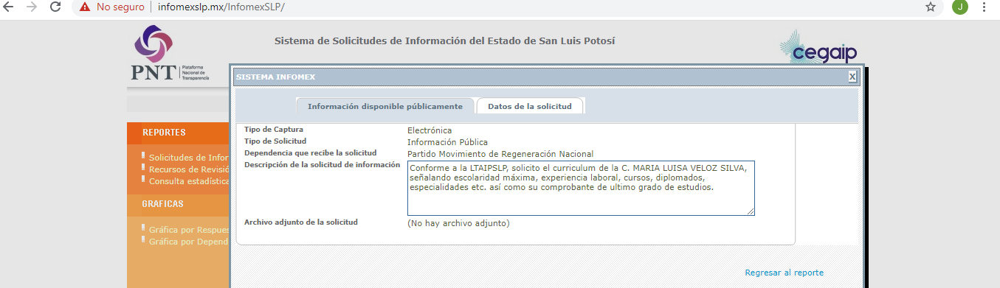 No seguro | infomexslp.mx/InfomexSLP/
J
Sistema de Solicitudes de Información del Estado de San Luis Potosí
PNT
Plataforma
Nacional de
Transparencia
cegaip
SISTEMA INFOMEX
X
Información disponible públicamente
Datos de la solicitud
REPORTES
Solicitudes de Infor
Recursos de Revisió
Consulta estadística
GRAFICAS
Gráfica por Respues
Gráfica por Depend
Tipo de Captura Electrónica
Tipo de Solicitud Información Pública
Dependencia que recibe la solicitud Partido Movimiento de Regeneración Nacional
Descripción de la solicitud de información
Conforme a la LTAIPSLP, solicito el curriculum de la C. MARIA LUISA VELOZ SILVA,
señalando escolaridad máxima, experiencia laboral, cursos, diplomados,
especialidades etc. así como su comprobante de ultimo grado de estudios.
Archivo adjunto de la solicitud (No hay archivo adjunto)
Regresar al reporte